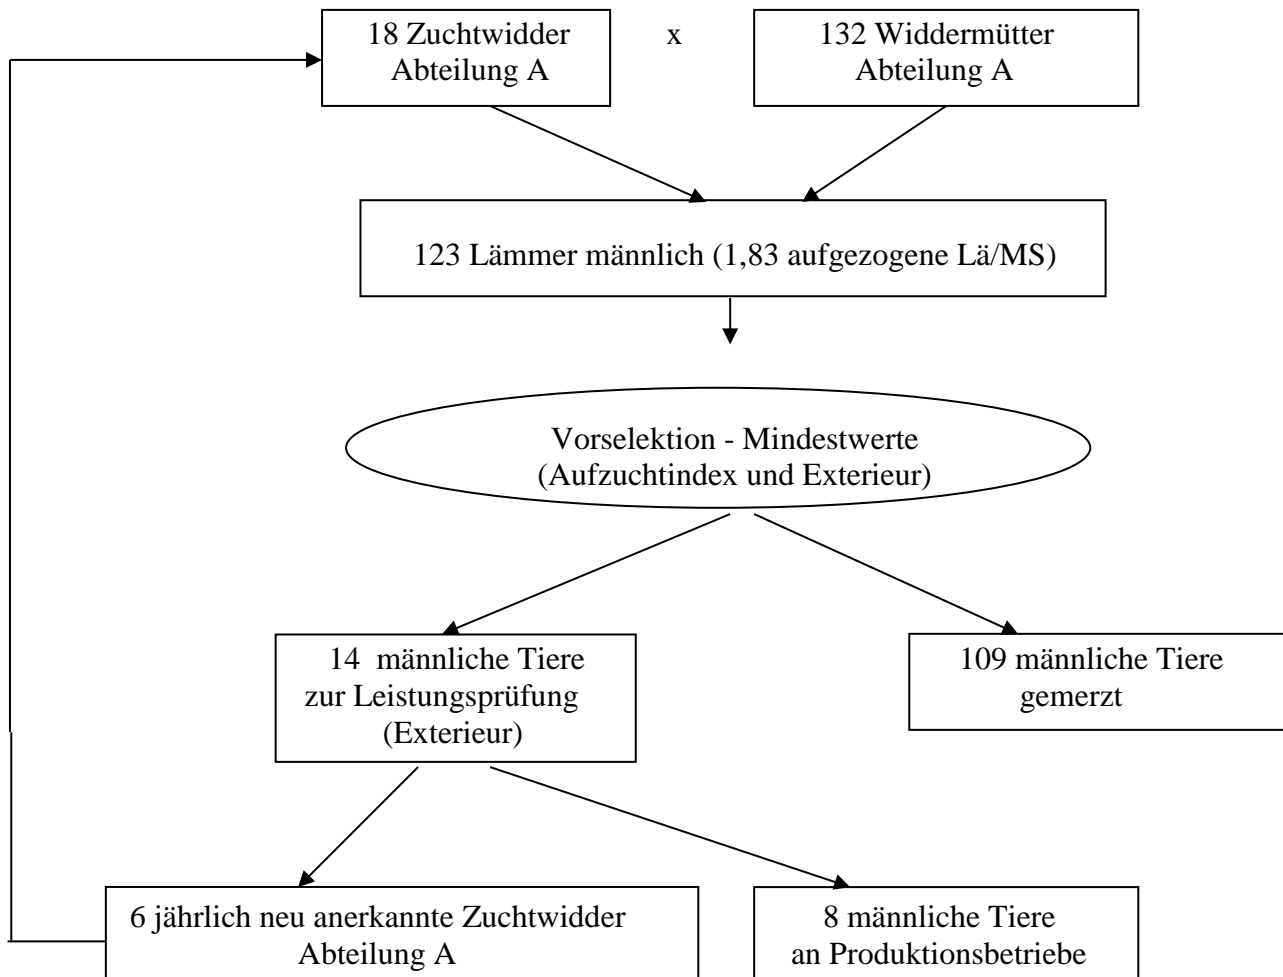 18 Zuchtwidder
Abteilung A
x
132 Widdermütter
Abteilung A
123 Lämmer männlich (1,83 aufgezogene Lä/MS)
Vorselektion - Mindestwerte
(Aufzuchtindex und Exterieur)
14 männliche Tiere
zur Leistungsprüfung
(Exterieur)
109 männliche Tiere
gemerzt
6 jährlich neu anerkannte Zuchtwidder
Abteilung A
8 männliche Tiere
an Produktionsbetriebe